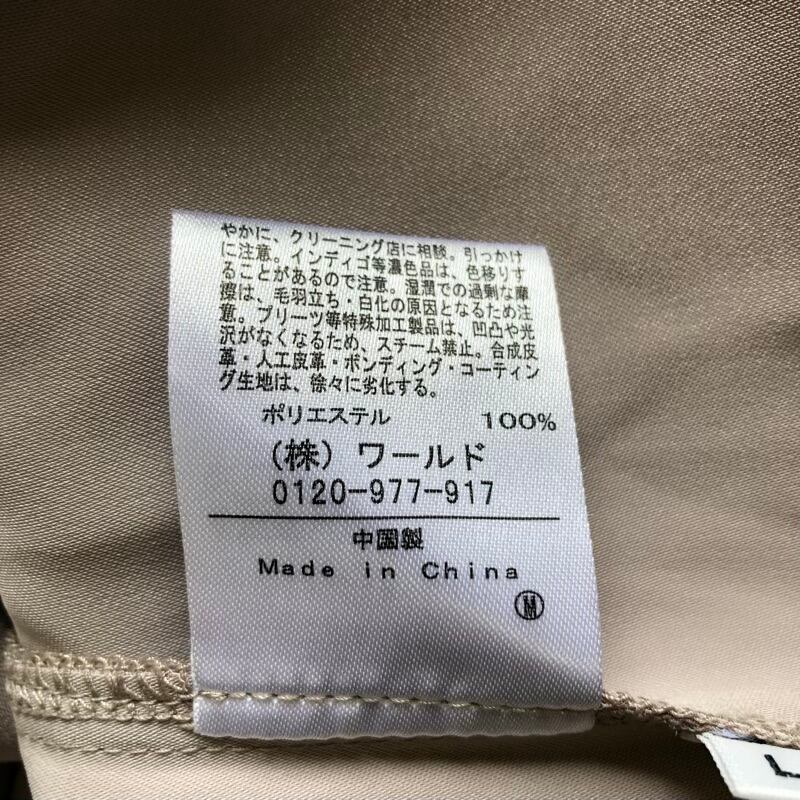 やかに、クリーニング店に相談。引っかけ
に注意。インディゴ等濃色品は、色移りす
ることがあるので注意。湿潤での過剰な摩
擦は、毛羽立ち・白化の原因となるため注
意。プリーツ等特殊加工製品は、凹凸や光
沢がなくなるため、スチーム禁止。合成皮
革・人工皮革・ボンディング・コーティン
グ生地は、徐々に劣化する。
ポリエステル 100%
(株) ワールド
0120-977-917
中国製
Made in China
Ⓜ
L